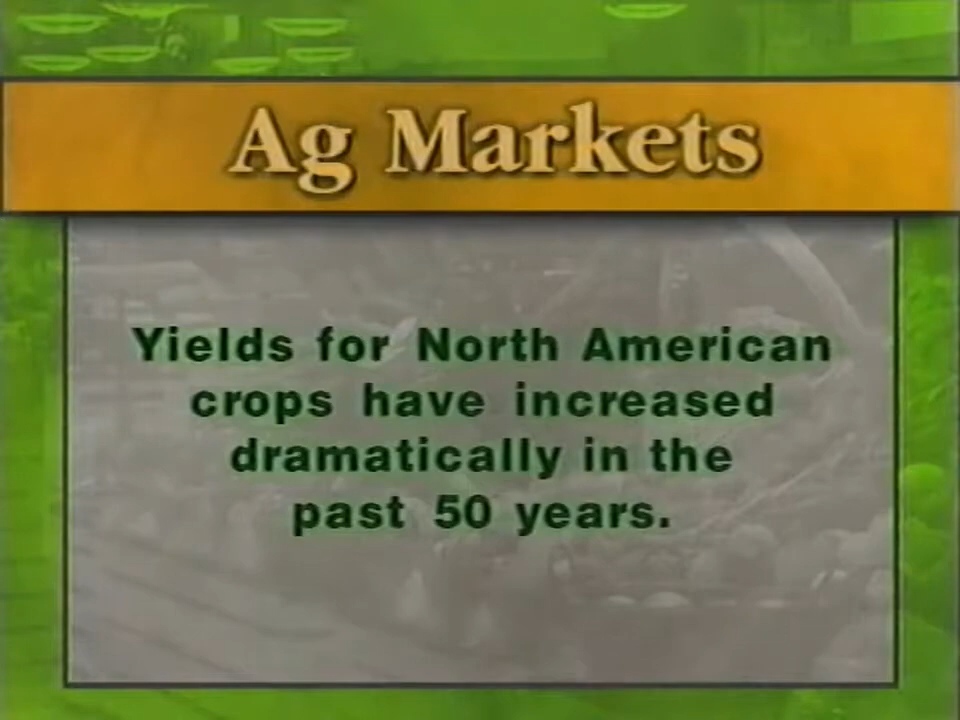 Ag Markets
Yields for North American
crops have increased
dramatically in the
past 50 years.